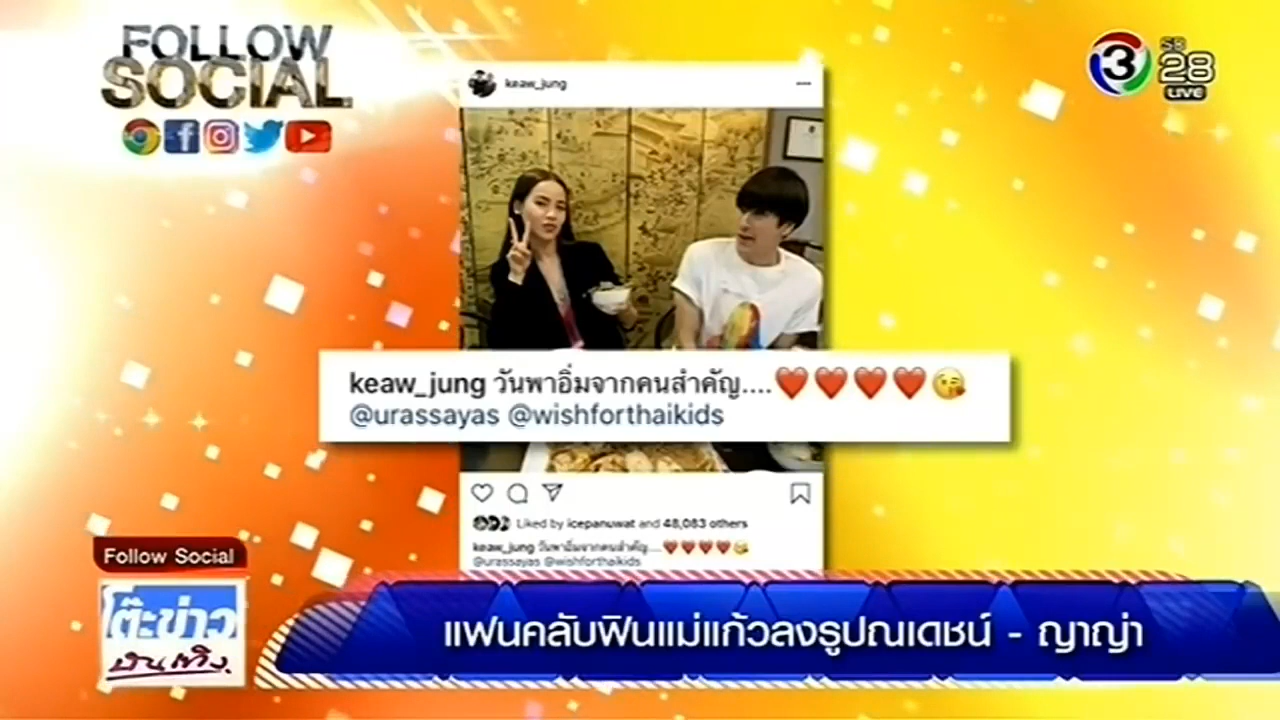 FOLLOW
SOCIAL
keaw_jung
3 SD
28
LIVE
keaw_jung วันพาอิ่มจากคนสำคัญ....❤️❤️❤️❤️😘
@urassayas @wishforthaikids
Liked by icepanuwat and 48,083 others
keaw_jung วันพาอิ่มจากคนสำคัญ....❤️❤️❤️❤️😘
@urassayas @wishforthaikids
Follow Social
โต๊ะข่าว
บันเทิง
แฟนคลับฟินแม่แก้วลงรูปณเดชน์ - ญาญ่า